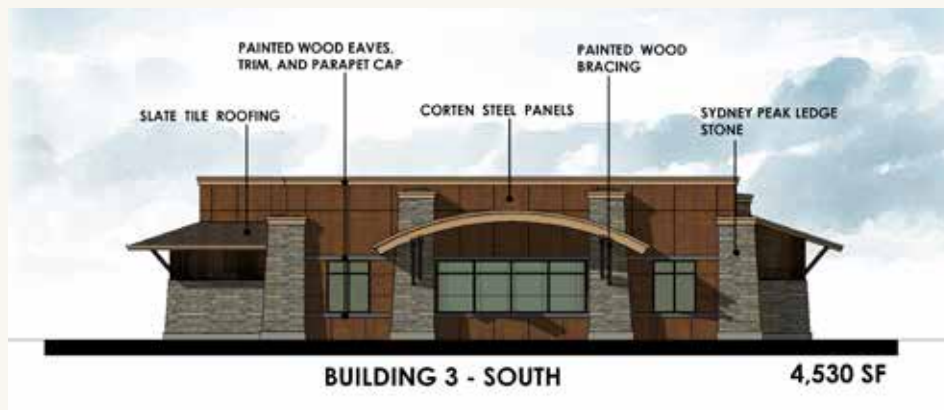 PAINTED WOOD EAVES,
TRIM, AND PARAPET CAP
PAINTED WOOD
BRACING
SLATE TILE ROOFING
CORTEN STEEL PANELS
SYDNEY PEAK LEDGE
STONE
BUILDING 3 - SOUTH
4,530 SF